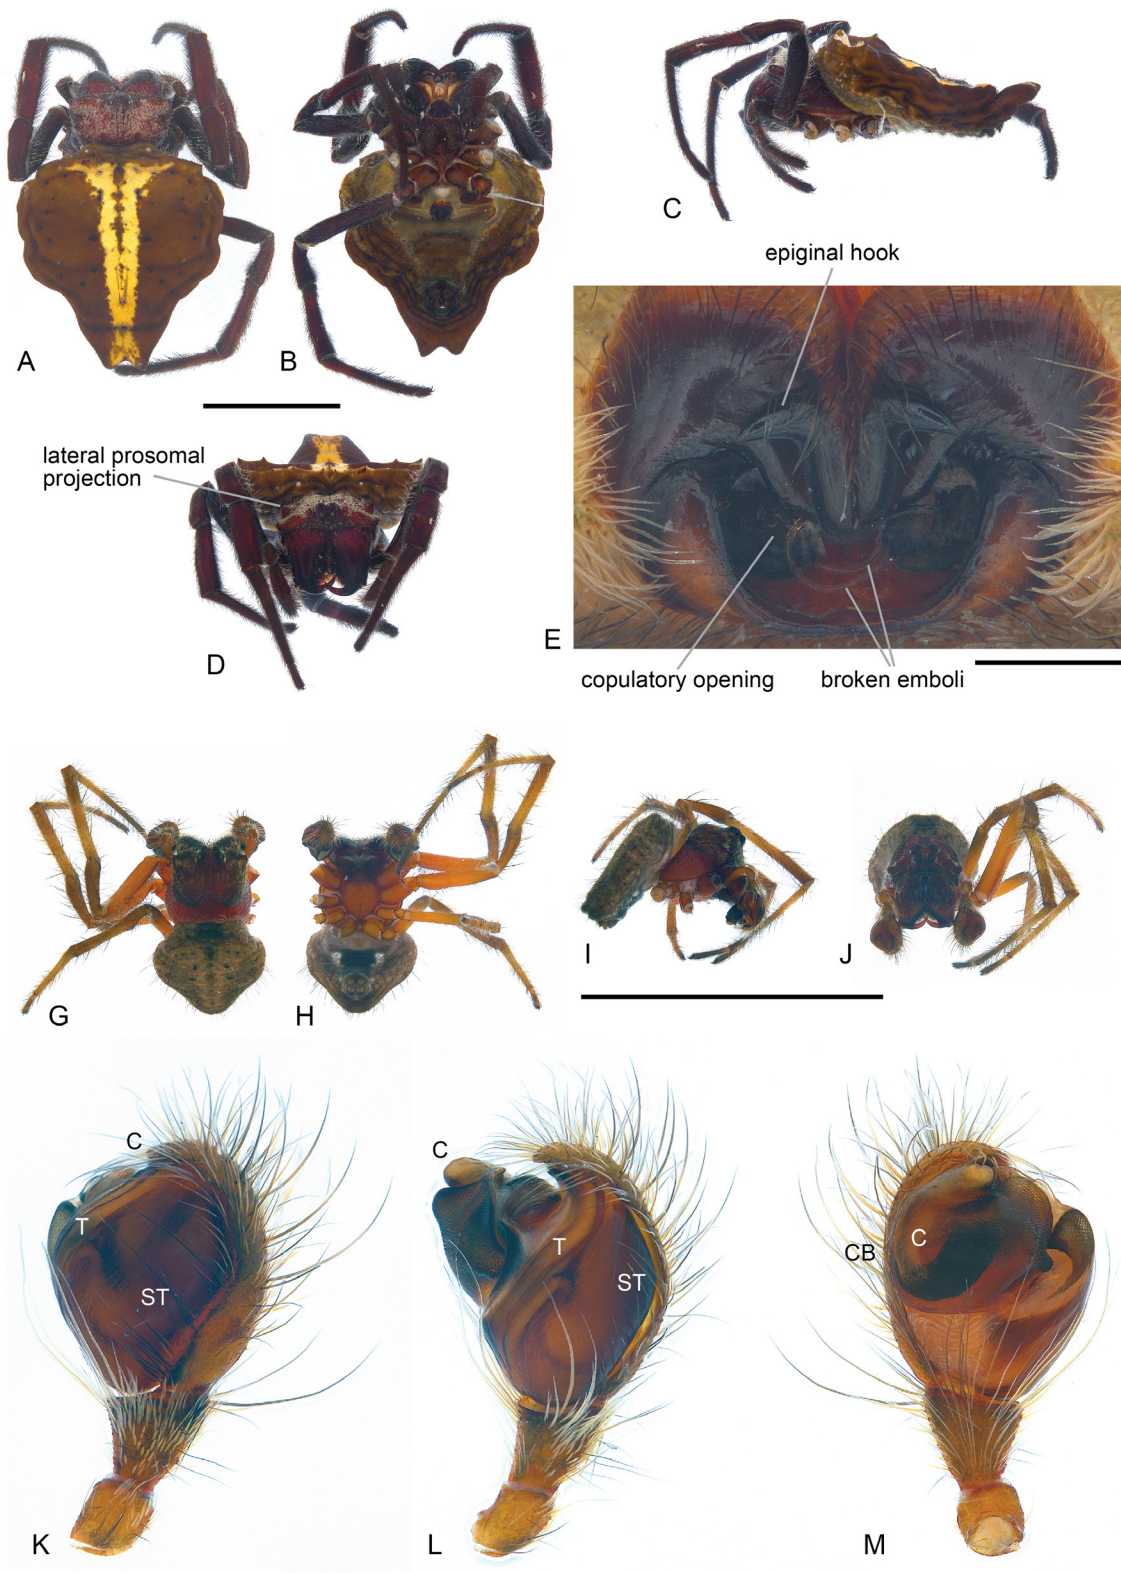 C
A
B
epiginal hook
lateral prosomal
projection
D
E
copulatory opening
broken emboli
G
H
I
J
C
T
ST
K
C
T
ST
L
CB
C
M